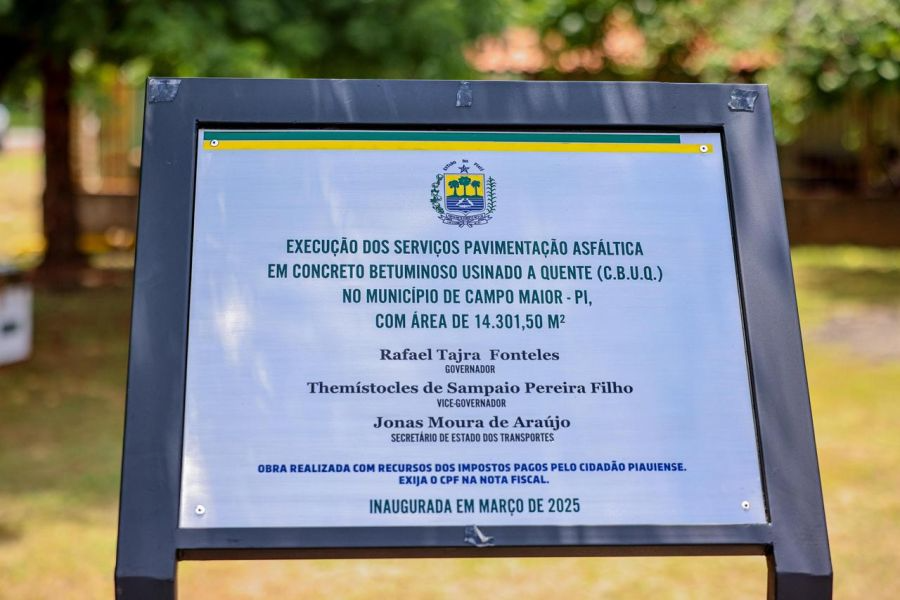 ESTADO DO PIAUÍ
EXECUÇÃO DOS SERVIÇOS PAVIMENTAÇÃO ASFÁLTICA
EM CONCRETO BETUMINOSO USINADO A QUENTE (C.B.U.Q.)
NO MUNICÍPIO DE CAMPO MAIOR - PI,
COM ÁREA DE 14.301,50 M²
Rafael Tajra Fonteles
GOVERNADOR
Themístocles de Sampaio Pereira Filho
VICE-GOVERNADOR
Jonas Moura de Araújo
SECRETÁRIO DE ESTADO DOS TRANSPORTES
OBRA REALIZADA COM RECURSOS DOS IMPOSTOS PAGOS PELO CIDADÃO PIAUIENSE.
EXIJA O CPF NA NOTA FISCAL.
INAUGURADA EM MARÇO DE 2025